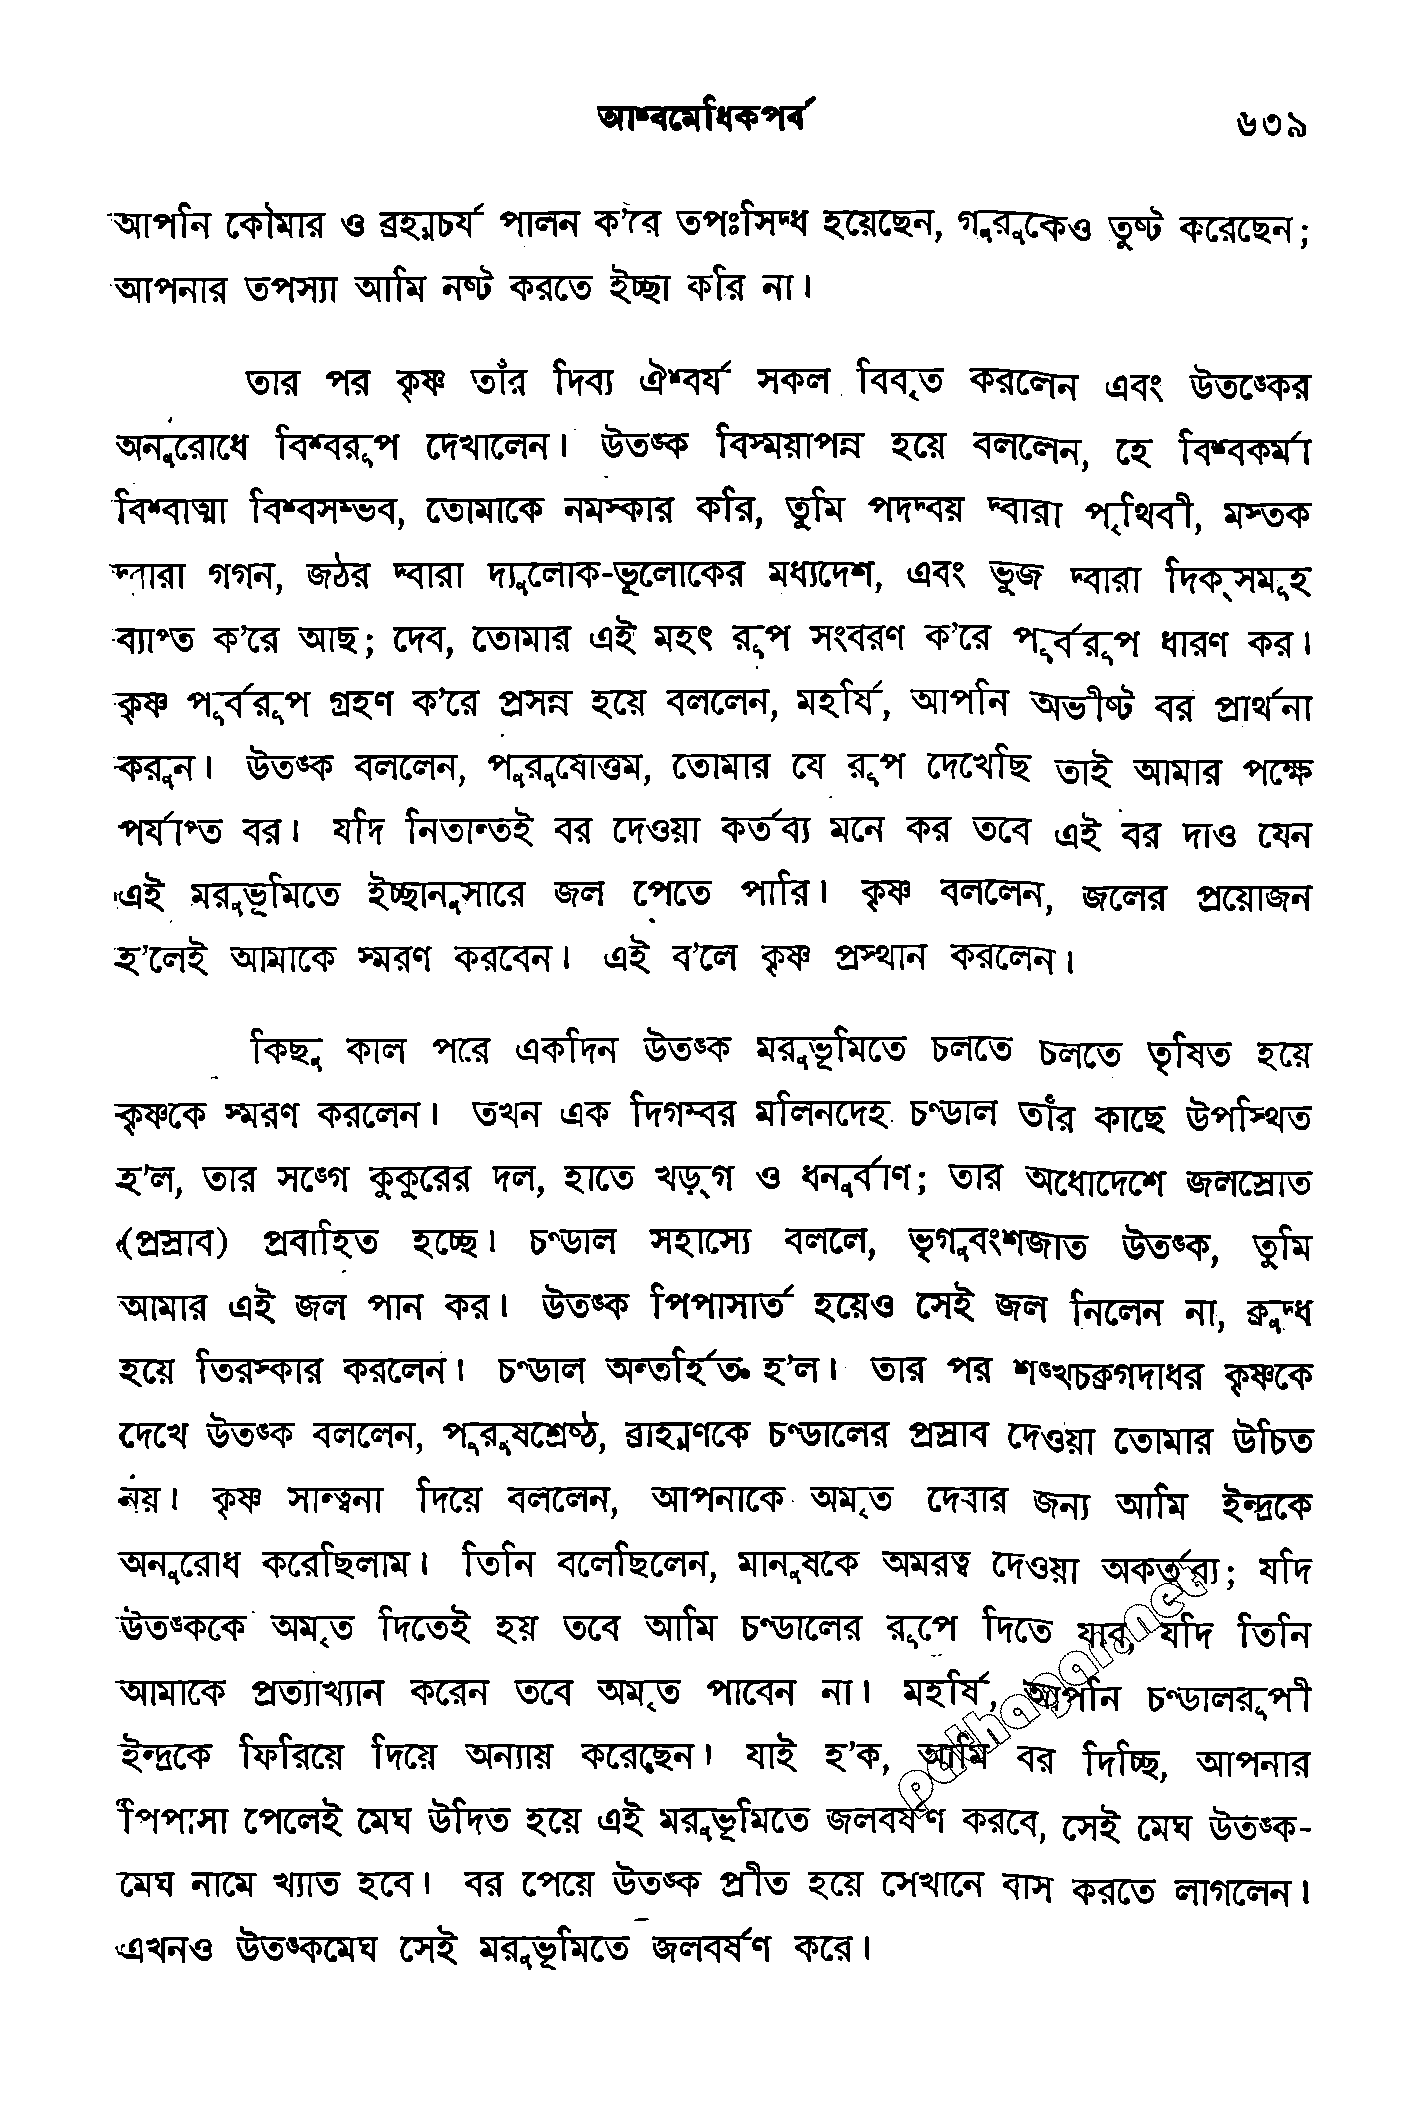 আশ্বমেধিকপর্ব ৬৩৯
আপনি কৌমার ও ব্রহ্মচর্য পালন ক'রে তপঃসিদ্ধ হয়েছেন, গুরুকেও তুষ্ট করেছেন;
আপনার তপস্যা আমি নষ্ট করতে ইচ্ছা করি না।
তার পর কৃষ্ণ তাঁর দিব্য ঐশ্বর্য সকল বিবৃত করলেন এবং উতঙ্কের
অনুরোধে বিশ্বরূপ দেখালেন। উতঙ্ক বিস্ময়াপন্ন হয়ে বললেন, হে বিশ্বকর্মা
বিশ্বাত্মা বিশ্বসম্ভব, তোমাকে নমস্কার করি, তুমি পদদ্বয় দ্বারা পৃথিবী, মস্তক
দ্বারা গগন, জঠর দ্বারা দ্যুলোক-ভূলোকের মধ্যদেশ, এবং ভুজ দ্বারা দিক্‌সমূহ
ব্যাপ্ত ক'রে আছ; দেব, তোমার এই মহৎ রূপ সংবরণ ক'রে পূর্বরূপ ধারণ কর।
কৃষ্ণ পূর্বরূপ গ্রহণ ক'রে প্রসন্ন হয়ে বললেন, মহর্ষি, আপনি অভীষ্ট বর প্রার্থনা
করুন। উতঙ্ক বললেন, পুরুষোত্তম, তোমার যে রূপ দেখেছি তাই আমার পক্ষে
পর্যাপ্ত বর। যদি নিতান্তই বর দেওয়া কর্তব্য মনে কর তবে এই বর দাও যেন
এই মরুভূমিতে ইচ্ছানুসারে জল পেতে পারি। কৃষ্ণ বললেন, জলের প্রয়োজন
হ'লেই আমাকে স্মরণ করবেন। এই ব'লে কৃষ্ণ প্রস্থান করলেন।
কিছু কাল পরে একদিন উতঙ্ক মরুভূমিতে চলতে চলতে তৃষিত হয়ে
কৃষ্ণকে স্মরণ করলেন। তখন এক দিগম্বর মলিনদেহ চণ্ডাল তাঁর কাছে উপস্থিত
হ'ল, তার সঙ্গে কুকুরের দল, হাতে খড়্‌গ ও ধনুর্বাণ; তার অধোদেশে জলস্রোত
(প্রস্রাব) প্রবাহিত হচ্ছে। চণ্ডাল সহাস্যে বললে, ভৃগুবংশজাত উতঙ্ক, তুমি
আমার এই জল পান কর। উতঙ্ক পিপাসার্ত হয়েও সেই জল নিলেন না, ক্রুদ্ধ
হয়ে তিরস্কার করলেন। চণ্ডাল অন্তর্হিত হ'ল। তার পর শঙ্খচক্রগদাধর কৃষ্ণকে
দেখে উতঙ্ক বললেন, পুরুষশ্রেষ্ঠ, ব্রাহ্মণকে চণ্ডালের প্রস্রাব দেওয়া তোমার উচিত
নয়। কৃষ্ণ সান্ত্বনা দিয়ে বললেন, আপনাকে অমৃত দেবার জন্য আমি ইন্দ্রকে
অনুরোধ করেছিলাম। তিনি বলেছিলেন, মানুষকে অমরত্ব দেওয়া অকর্তব্য; যদি
উতঙ্ককে অমৃত দিতেই হয় তবে আমি চণ্ডালের রূপে দিতে যাব, যদি তিনি
আমাকে প্রত্যাখ্যান করেন তবে অমৃত পাবেন না। মহর্ষি, আপনি চণ্ডালরূপী
ইন্দ্রকে ফিরিয়ে দিয়ে অন্যায় করেছেন। যাই হ'ক, আমি বর দিচ্ছি, আপনার
পিপাসা পেলেই মেঘ উদিত হয়ে এই মরুভূমিতে জলবর্ষণ করবে, সেই মেঘ উতঙ্ক-
মেঘ নামে খ্যাত হবে। বর পেয়ে উতঙ্ক প্রীত হয়ে সেখানে বাস করতে লাগলেন।
এখনও উতঙ্কমেঘ সেই মরুভূমিতে জলবর্ষণ করে।
pathagar.net